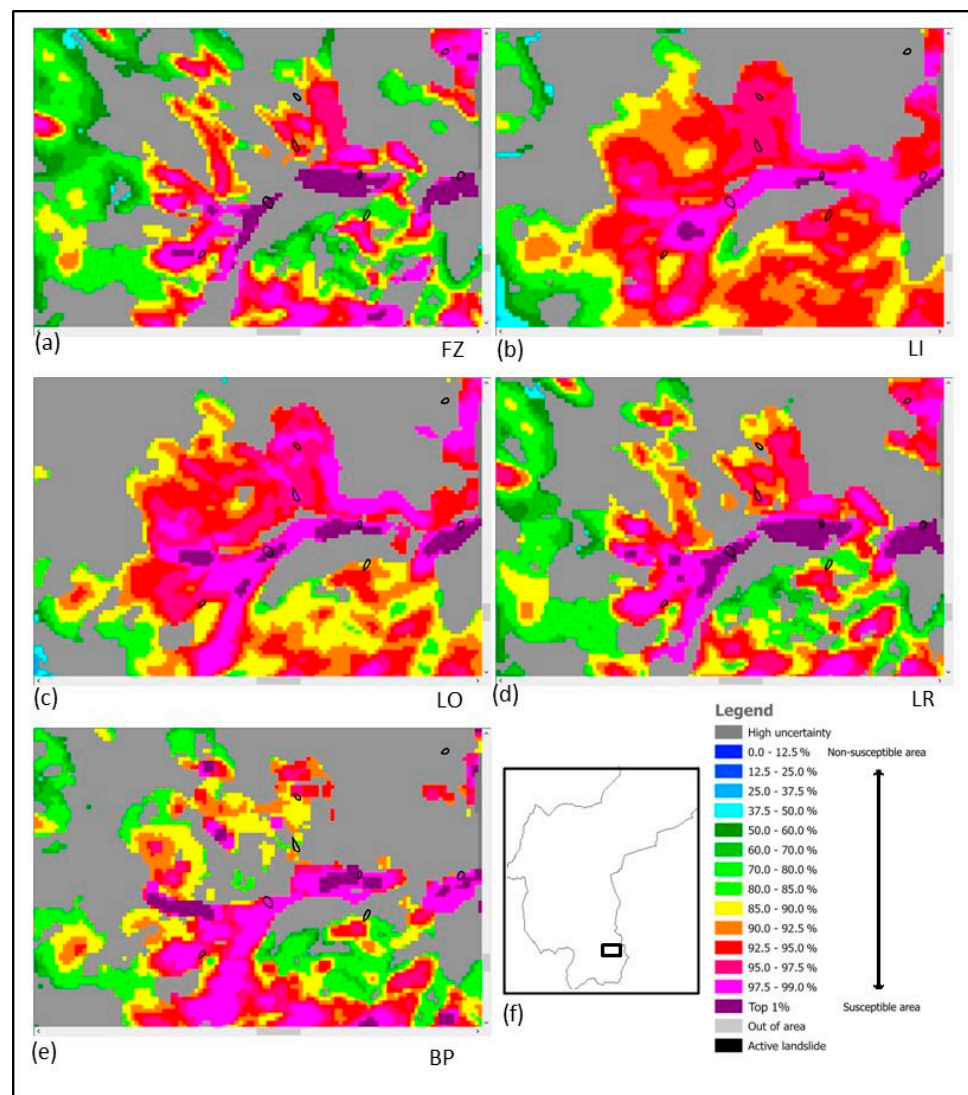 (a)
FZ
(b)
LI
(c)
LO
(d)
LR
(e)
BP
(f)
Legend
High uncertainty
0.0 - 12.5 %
Non-susceptible area
12.5 - 25.0 %
25.0 - 37.5 %
37.5 - 50.0 %
50.0 - 60.0 %
60.0 - 70.0 %
70.0 - 80.0 %
80.0 - 85.0 %
85.0 - 90.0 %
90.0 - 92.5 %
92.5 - 95.0 %
95.0 - 97.5 %
97.5 - 99.0 %
Top 1%
Susceptible area
Out of area
Active landslide